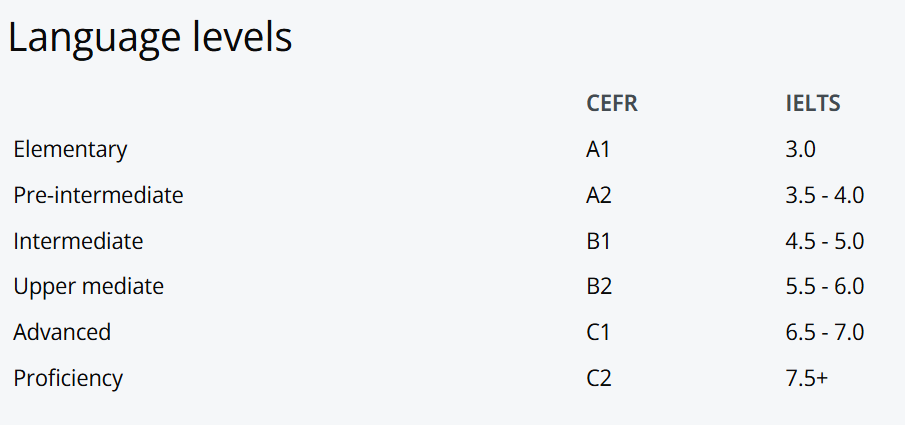 Language levels
CEFR IELTS
Elementary A1 3.0
Pre-intermediate A2 3.5 - 4.0
Intermediate B1 4.5 - 5.0
Upper mediate B2 5.5 - 6.0
Advanced C1 6.5 - 7.0
Proficiency C2 7.5+